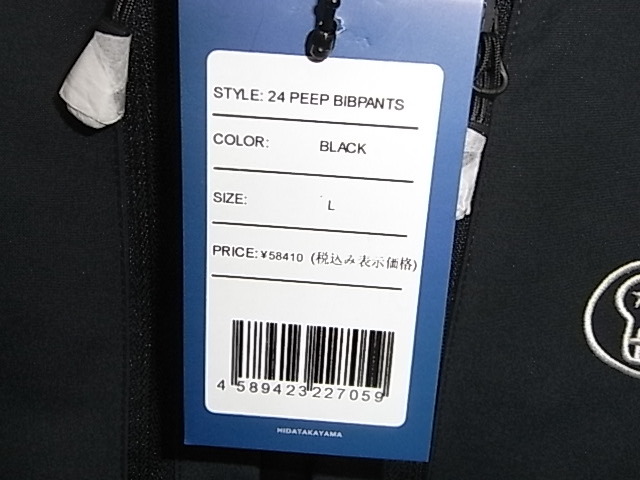 STYLE: 24 PEEP BIBPANTS
COLOR: BLACK
SIZE: L
PRICE: ¥58410 (税込み表示価格)
4 589423 227059
HIDATAKAYAMA